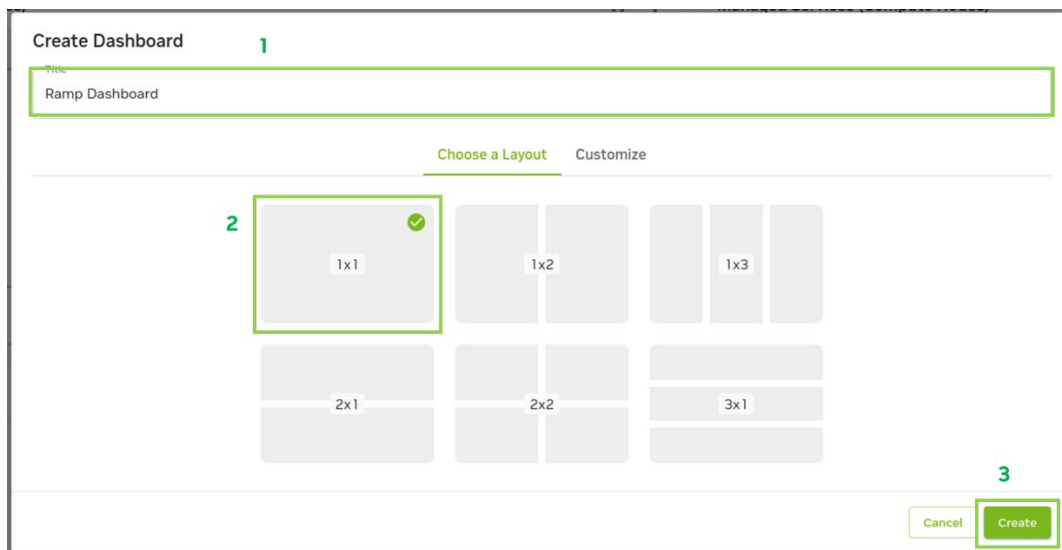 Create Dashboard
1
Title
Ramp Dashboard
Choose a Layout Customize
2
1x1 1x2 1x3
2x1 2x2 3x1
3
Cancel Create